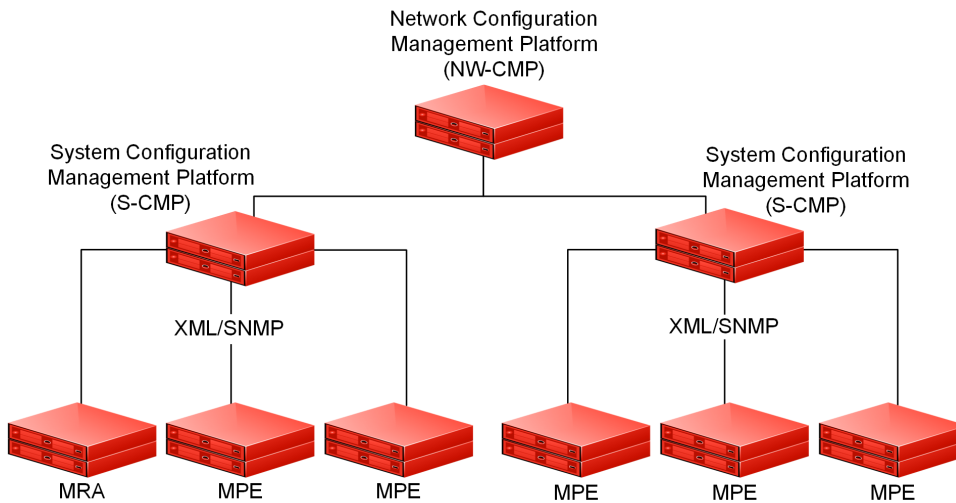 Network Configuration
Management Platform
(NW-CMP)
System Configuration
Management Platform
(S-CMP)
System Configuration
Management Platform
(S-CMP)
XML/SNMP
XML/SNMP
MRA
MPE
MPE
MPE
MPE
MPE